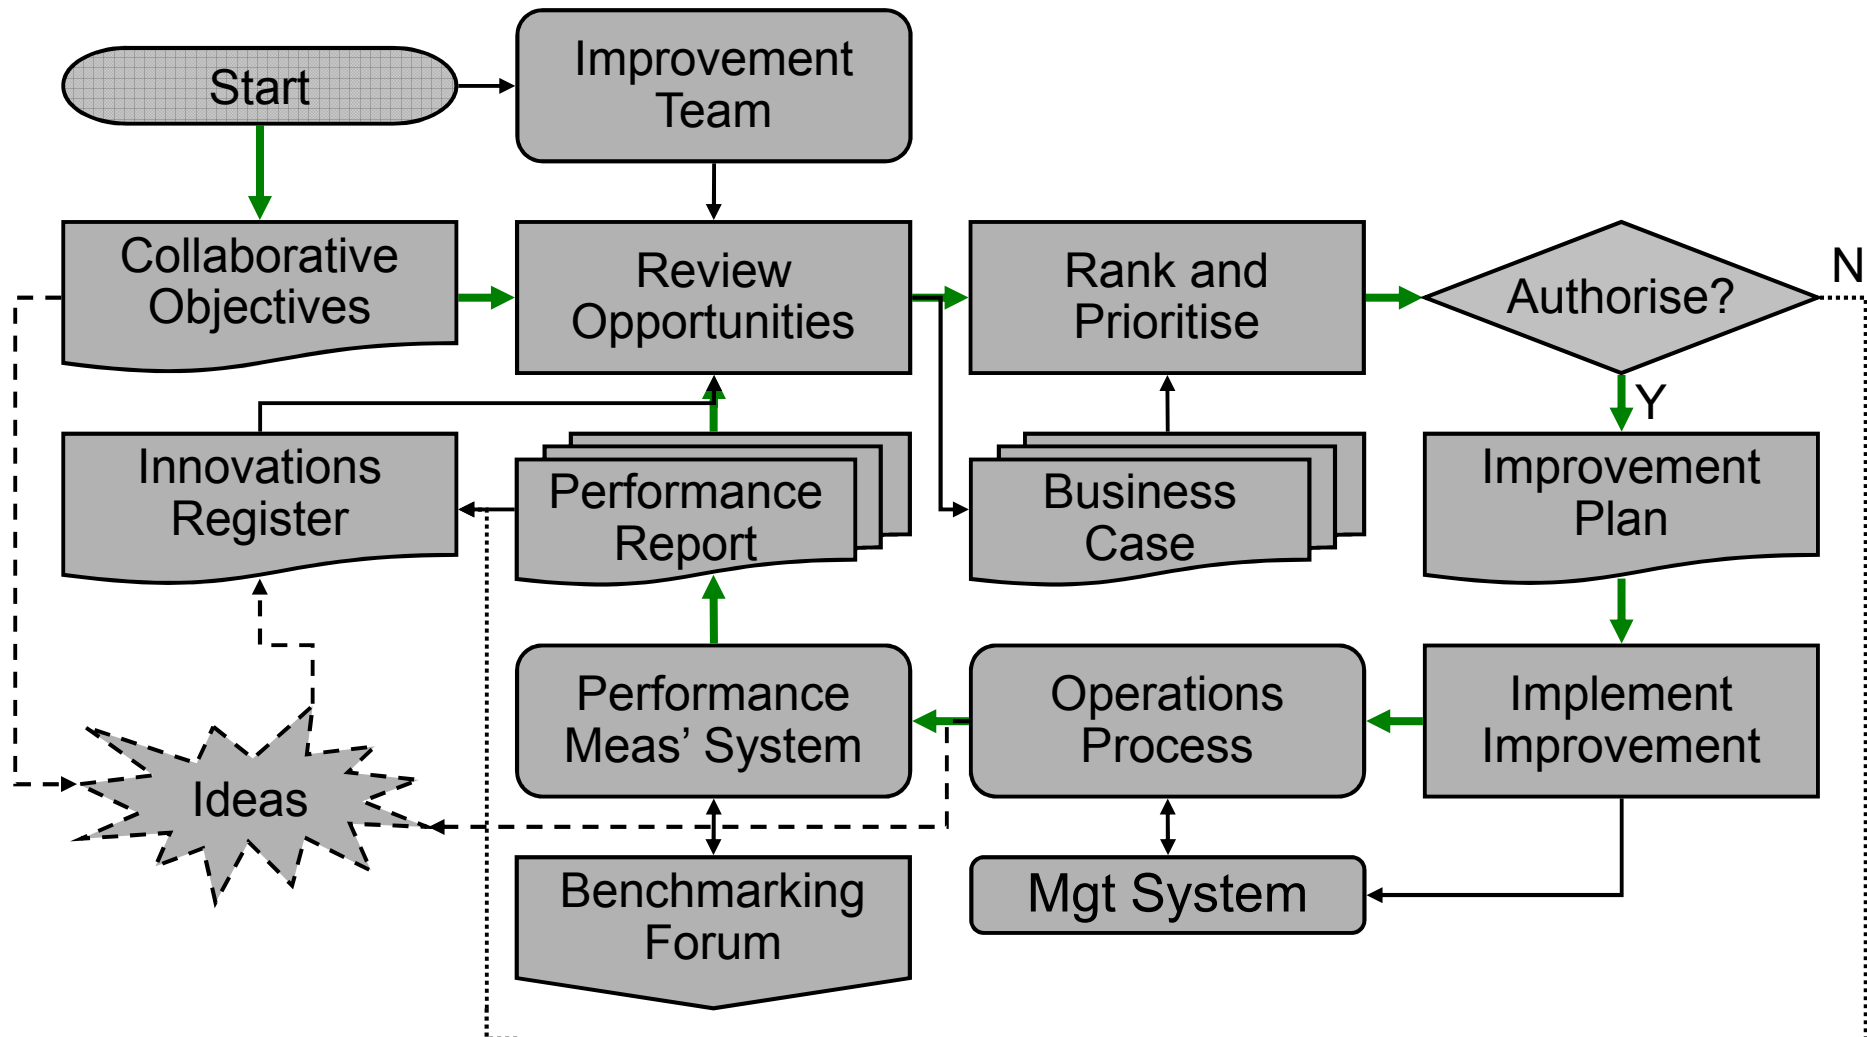 Start
Improvement
Team
Collaborative
Objectives
Review
Opportunities
Rank and
Prioritise
Authorise?
N
Y
Innovations
Register
Performance
Report
Business
Case
Improvement
Plan
Ideas
Performance
Meas’ System
Operations
Process
Implement
Improvement
Benchmarking
Forum
Mgt System